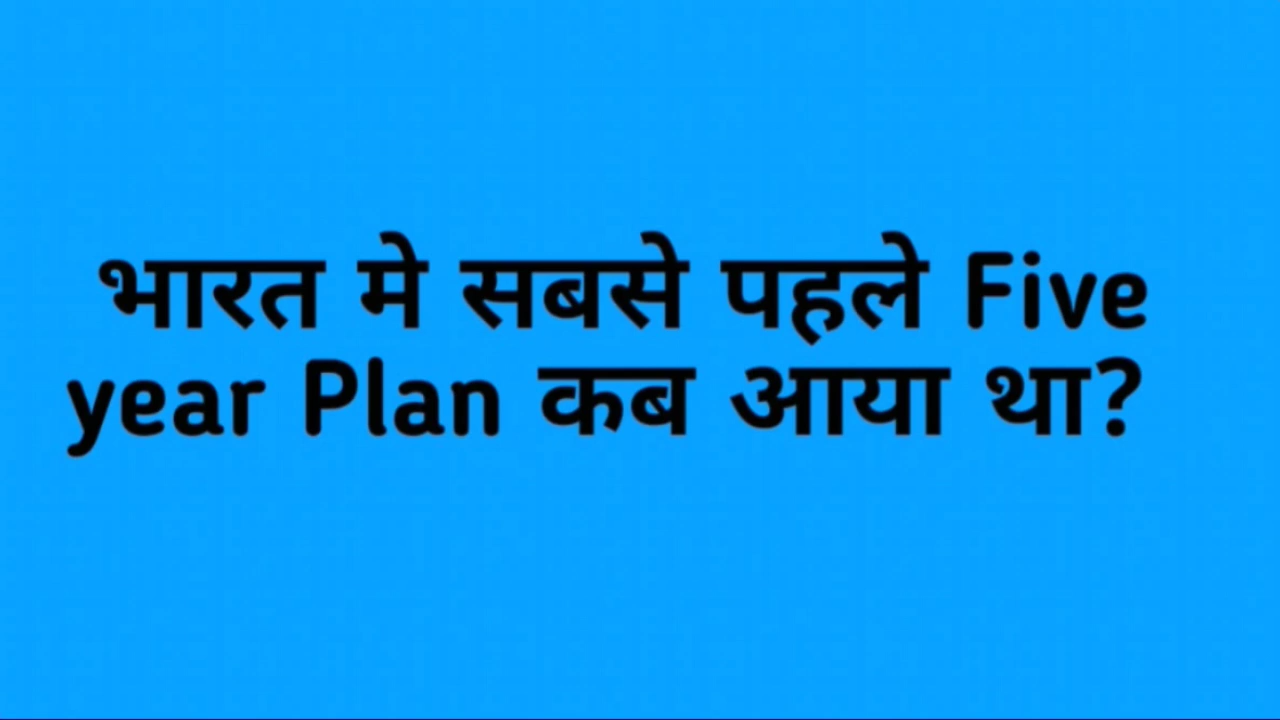 भारत मे सबसे पहले Five
year Plan कब आया था?